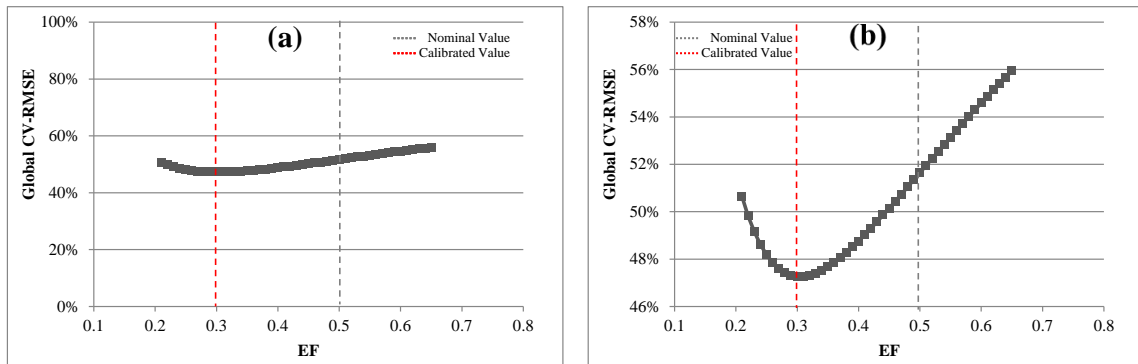 (a)
Nominal Value
Calibrated Value
Global CV-RMSE
100%
80%
60%
40%
20%
0%
0.1 0.2 0.3 0.4 0.5 0.6 0.7 0.8
EF
(b)
Nominal Value
Calibrated Value
Global CV-RMSE
58%
56%
54%
52%
50%
48%
46%
0.1 0.2 0.3 0.4 0.5 0.6 0.7 0.8
EF